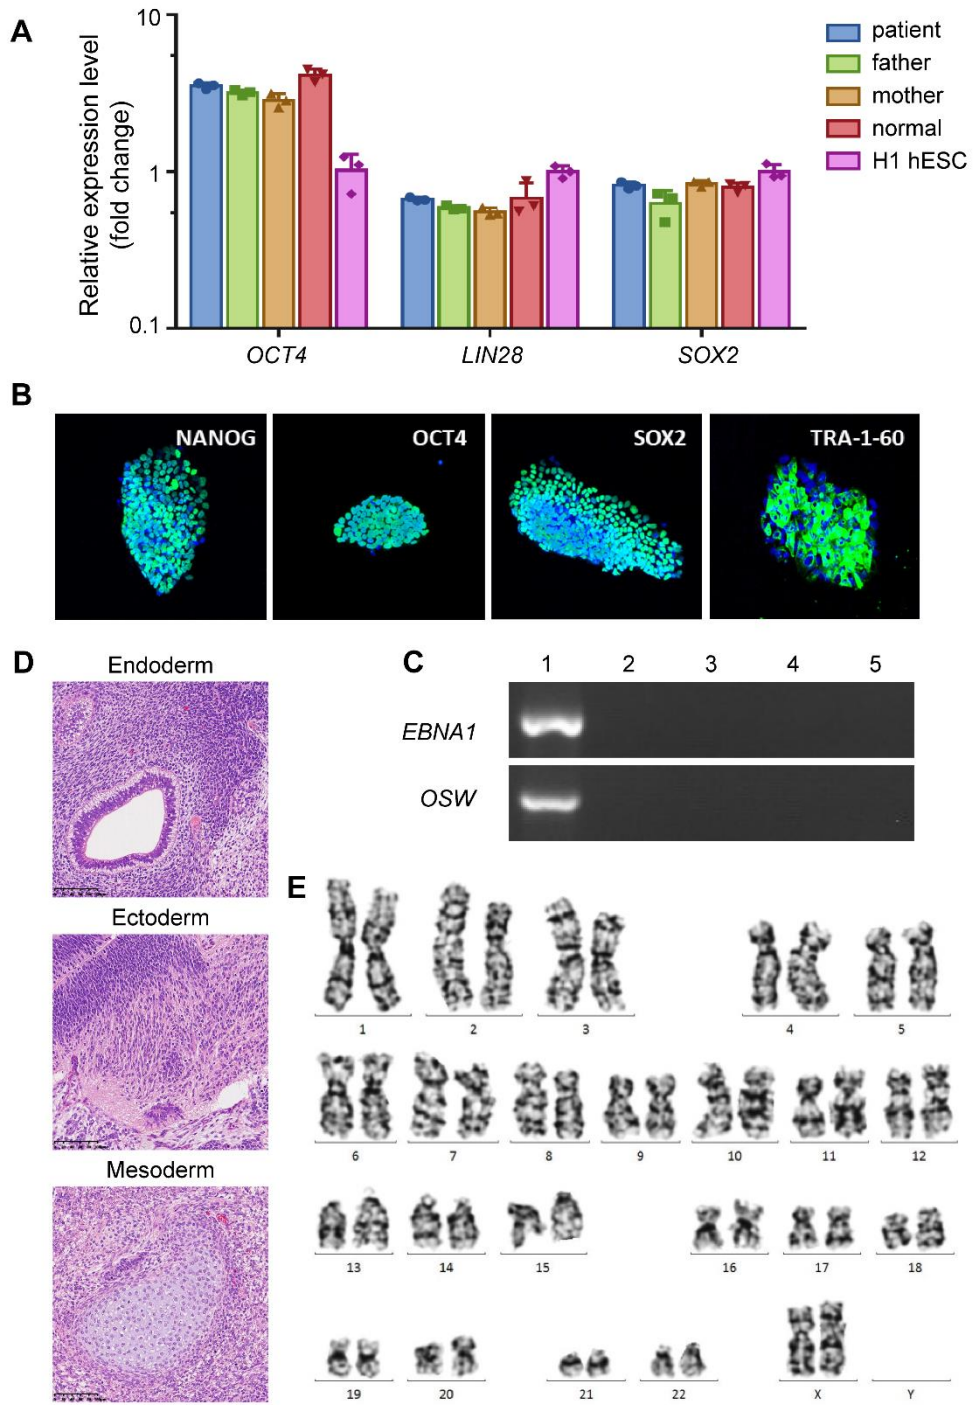 A
Relative expression level
(fold change)
10
1
0.1
OCT4
LIN28
SOX2
patient
father
mother
normal
H1 hESC
B
NANOG
OCT4
SOX2
TRA-1-60
D
Endoderm
Ectoderm
Mesoderm
C
1 2 3 4 5
EBNA1
OSW
E
1 2 3 4 5
6 7 8 9 10 11 12
13 14 15 16 17 18
19 20 21 22 X Y